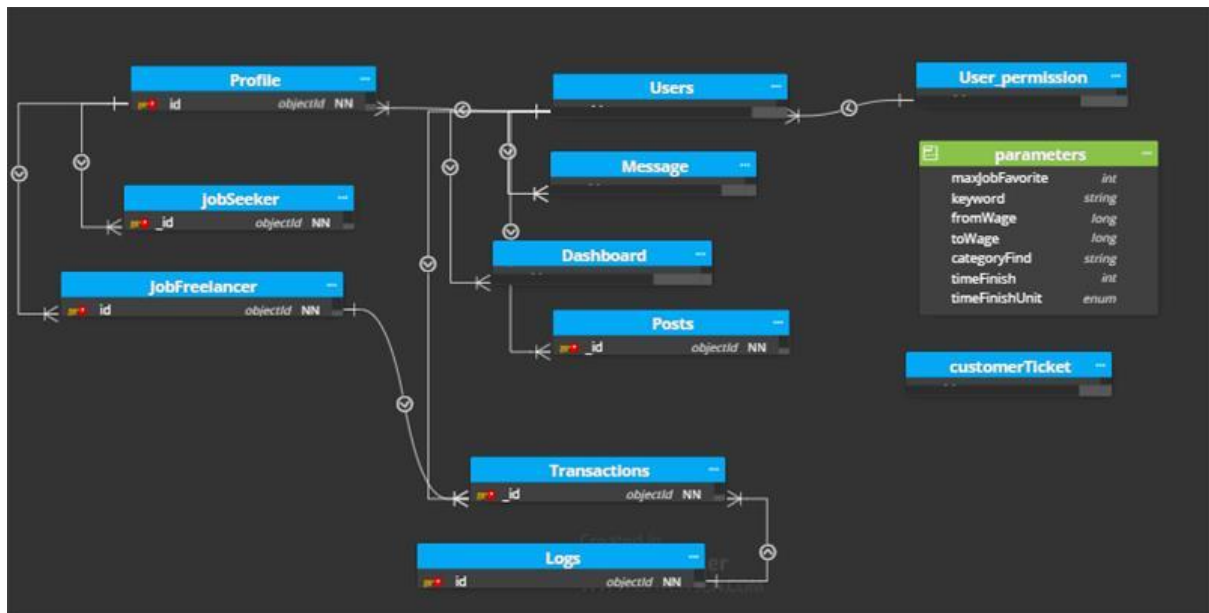 Profile
id objectId NN
Users
User_permission
Message
parameters
maxJobFavorite int
keyword string
fromWage long
toWage long
categoryFind string
timeFinish int
timeFinishUnit enum
jobSeeker
_id objectId NN
Dashboard
JobFreelancer
id objectId NN
Posts
_id objectId NN
customerTicket
Transactions
_id objectId NN
Created in
Logs
id objectId NN